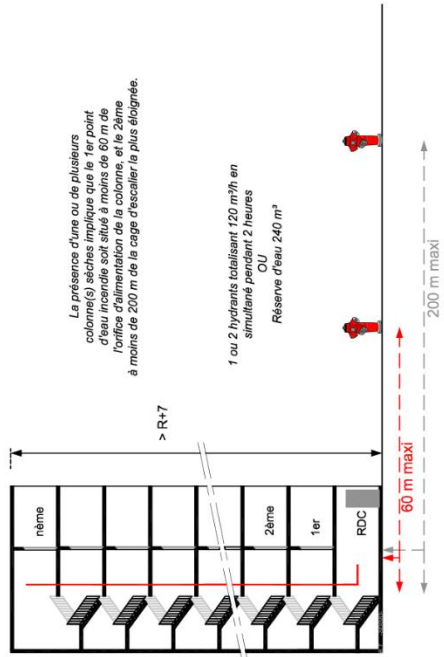 La présence d'une ou de plusieurs
colonne(s) sèches implique que le 1er point
d'eau incendie soit situé à moins de 60 m de
l'orifice d'alimentation de la colonne, et le 2ème
à moins de 200 m de la cage d'escalier la plus éloignée.
1 ou 2 hydrants totalisant 120 m³/h en
simultané pendant 2 heures
OU
Réserve d'eau 240 m³
> R+7
nème
2ème
1er
RDC
60 m maxi
200 m maxi